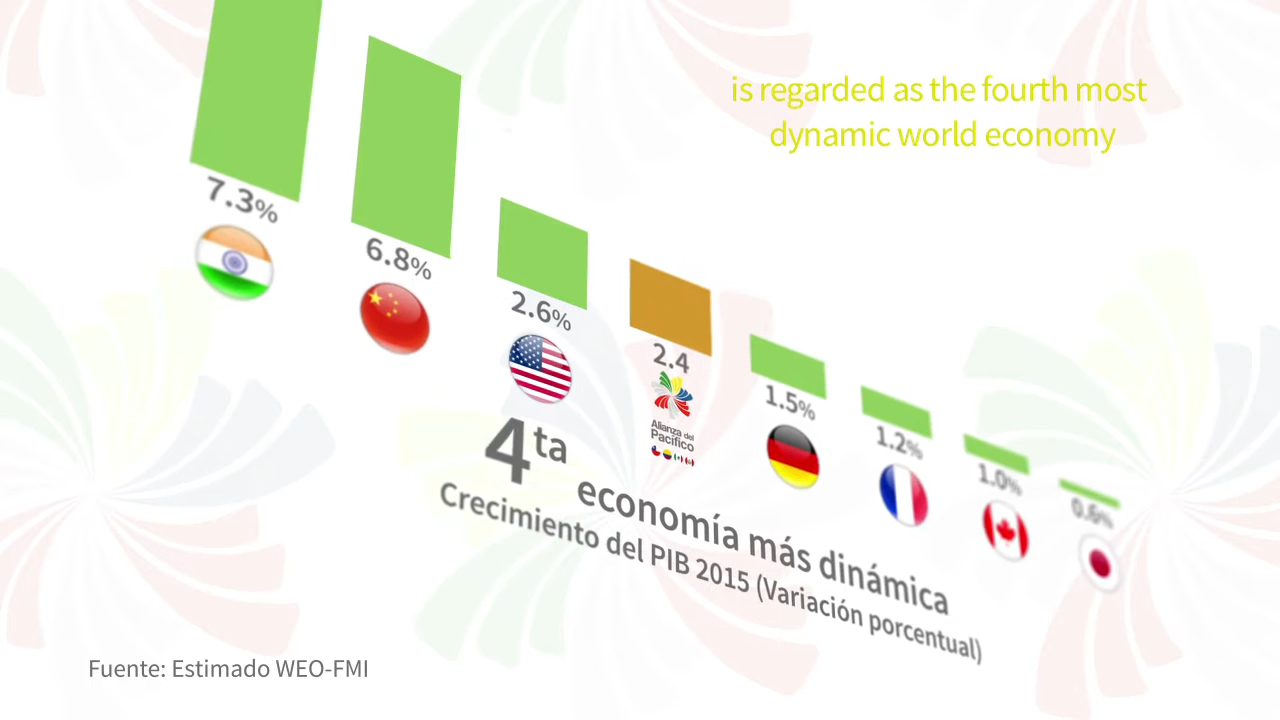 is regarded as the fourth most
dynamic world economy
7.3%
6.8%
2.6%
2.4
Alianza del
Pacífico
1.5%
1.2%
1.0%
0.6%
4ta
economía más dinámica
Crecimiento del PIB 2015 (Variación porcentual)
Fuente: Estimado WEO-FMI